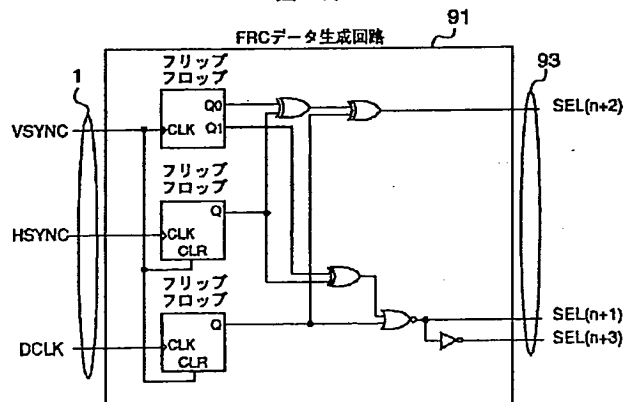 FRCデータ生成回路
91
93
1
フリップ
フロップ
VSYNC
CLK
Q0
Q1
SEL(n+2)
フリップ
フロップ
HSYNC
CLK
CLR
Q
フリップ
フロップ
DCLK
CLK
CLR
Q
SEL(n+1)
SEL(n+3)